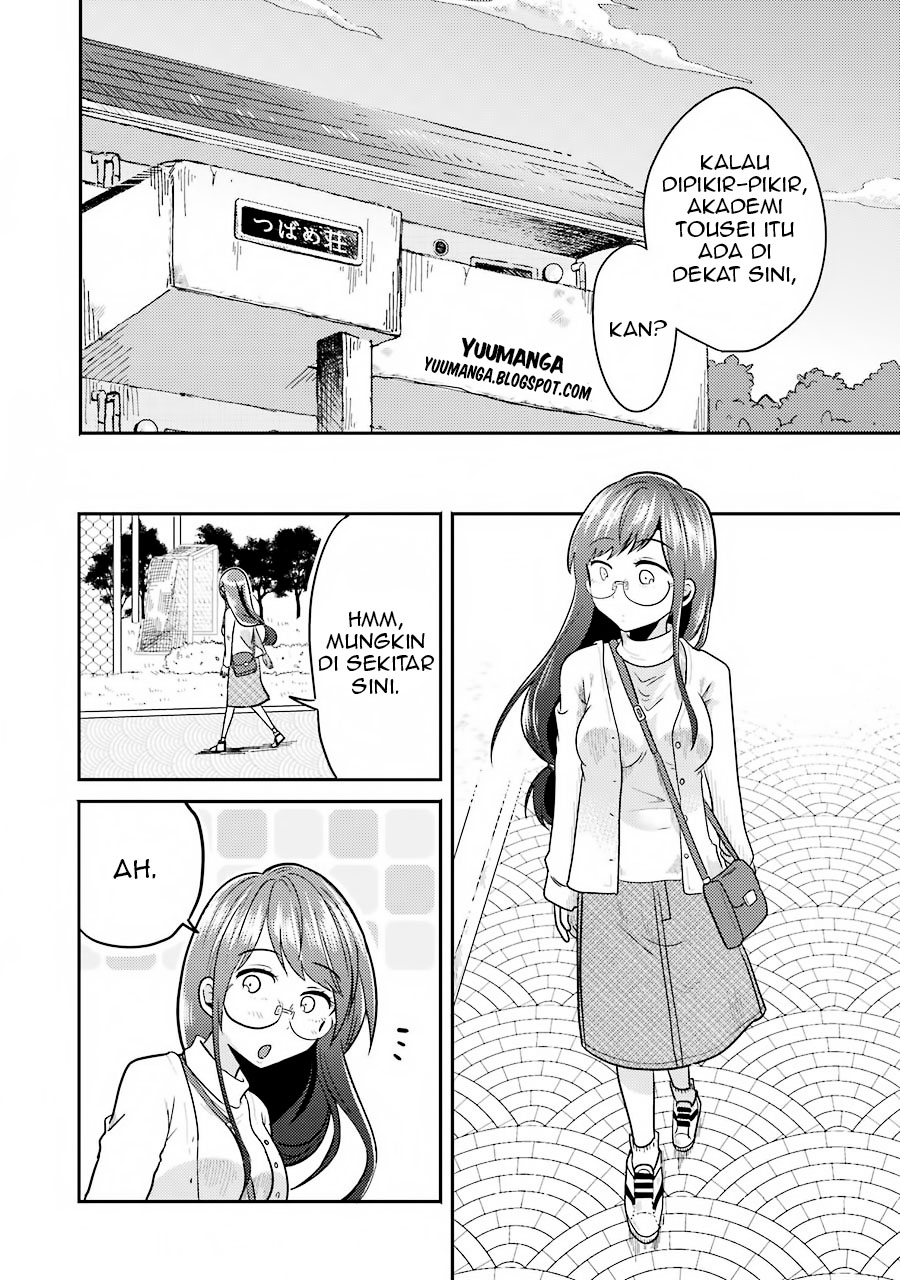 KALAU
DIPIKIR-PIKIR,
AKADEMI
TOUSEI ITU
ADA DI
DEKAT SINI,
KAN?
つばめ荘
YUUMANGA
YUUMANGA.BLOGSPOT.COM
HMM,
MUNGKIN
DI SEKITAR
SINI.
AH.